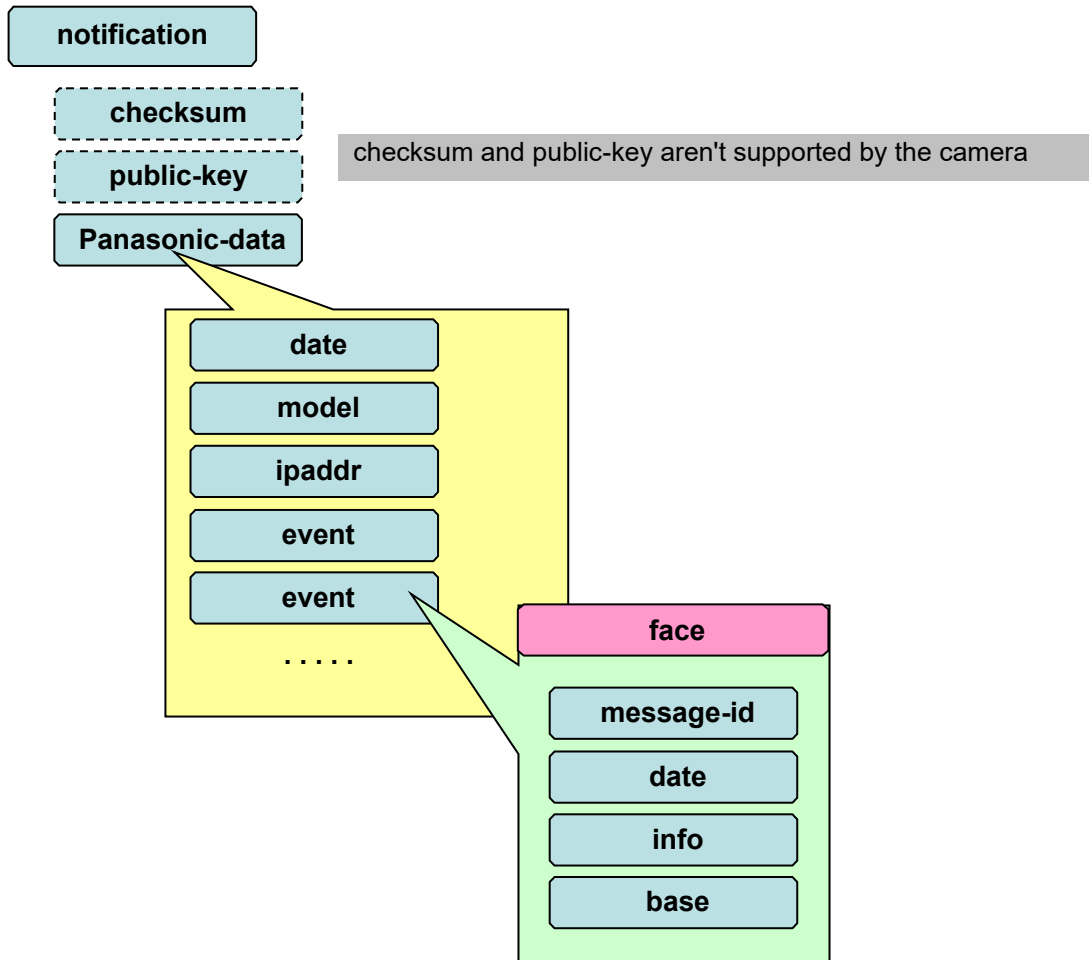 notification
checksum
checksum and public-key aren't supported by the camera
public-key
Panasonic-data
date
model
ipaddr
event
event
. . . . .
face
message-id
date
info
base